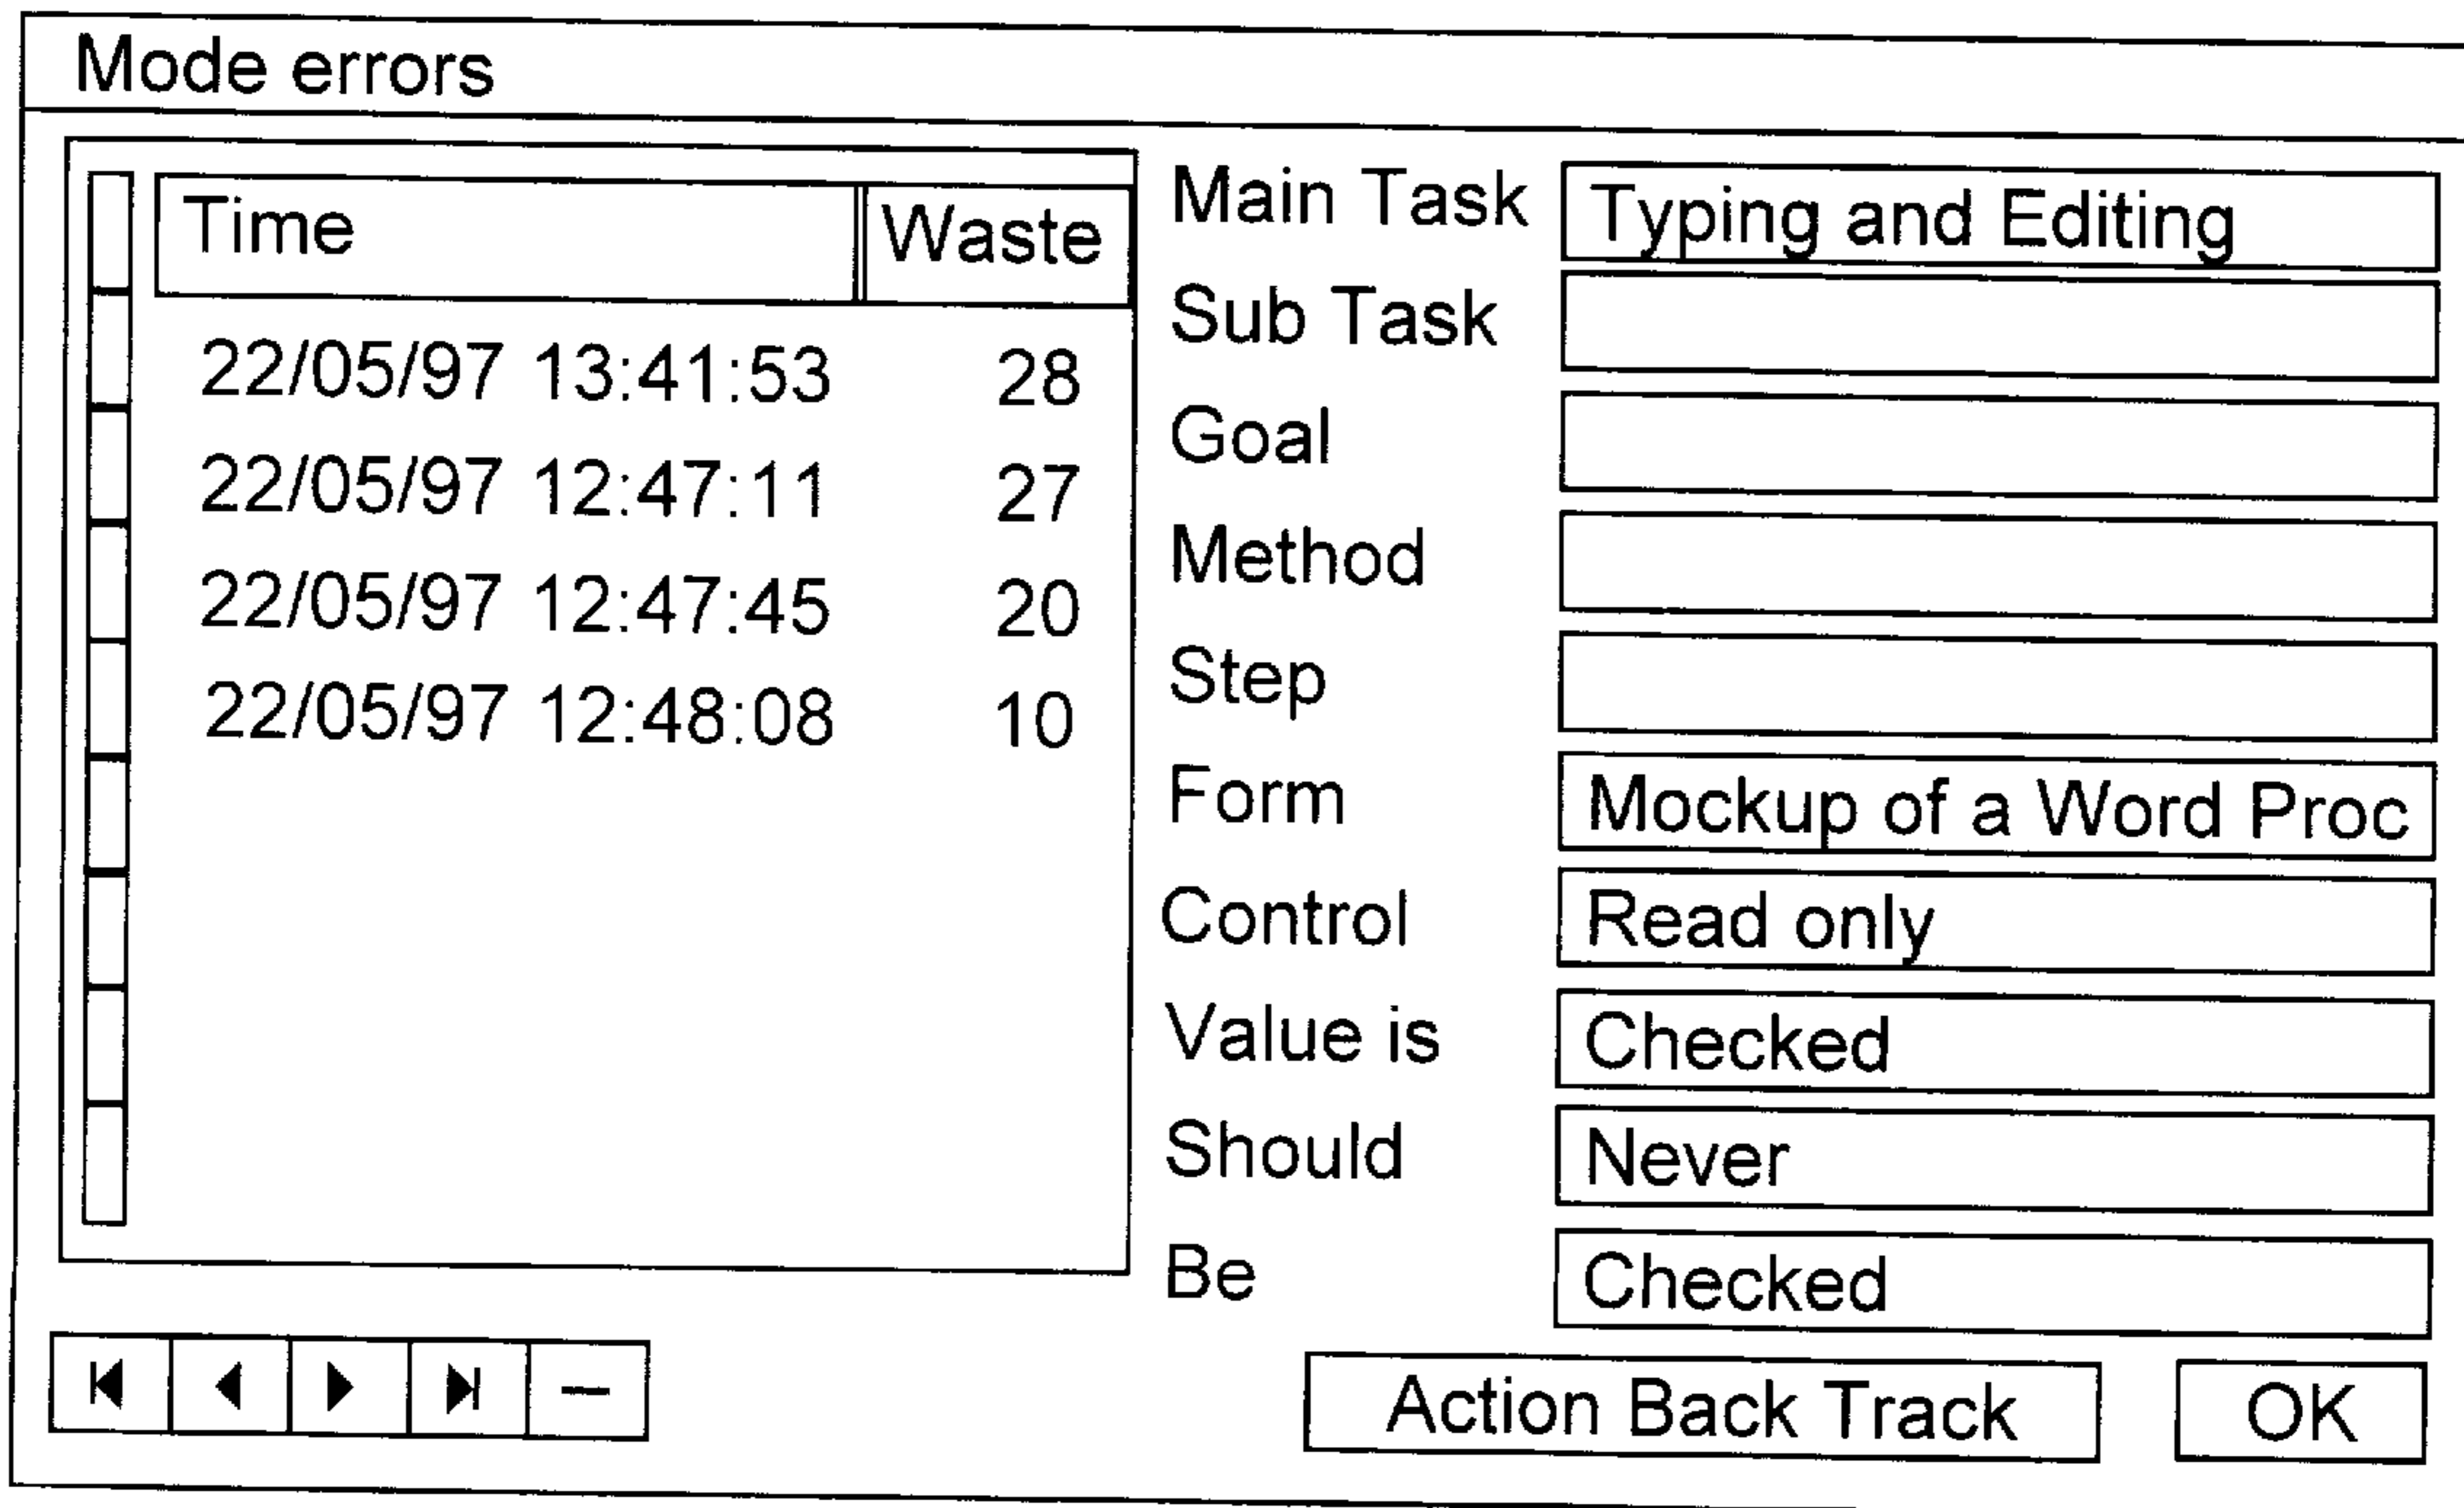 Mode errors
Time Waste
22/05/97 13:41:53 28
22/05/97 12:47:11 27
22/05/97 12:47:45 20
22/05/97 12:48:08 10
Main Task Typing and Editing
Sub Task
Goal
Method
Step
Form Mockup of a Word Proc
Control Read only
Value is Checked
Should Never
Be Checked
Action Back Track OK